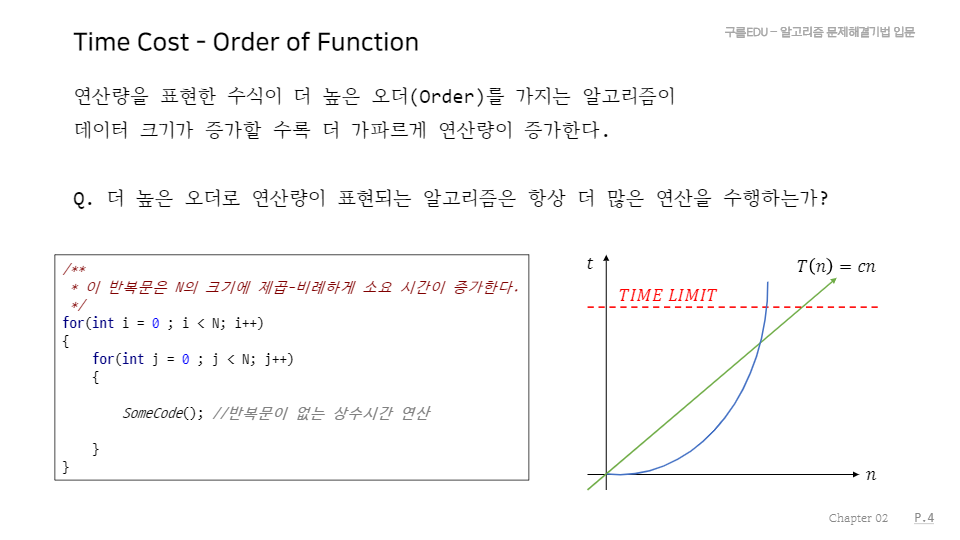 Time Cost - Order of Function
구름EDU – 알고리즘 문제해결기법 입문
연산량을 표현한 수식이 더 높은 오더(Order)를 가지는 알고리즘이
데이터 크기가 증가할 수록 더 가파르게 연산량이 증가한다.
Q. 더 높은 오더로 연산량이 표현되는 알고리즘은 항상 더 많은 연산을 수행하는가?
/**
* 이 반복문은 N의 크기에 제곱-비례하게 소요 시간이 증가한다.
*/
for(int i = 0 ; i < N; i++)
{
for(int j = 0 ; j < N; j++)
{
SomeCode(); //반복문이 없는 상수시간 연산
}
}
t
T(n) = cn
TIME LIMIT
n
Chapter 02
P.4